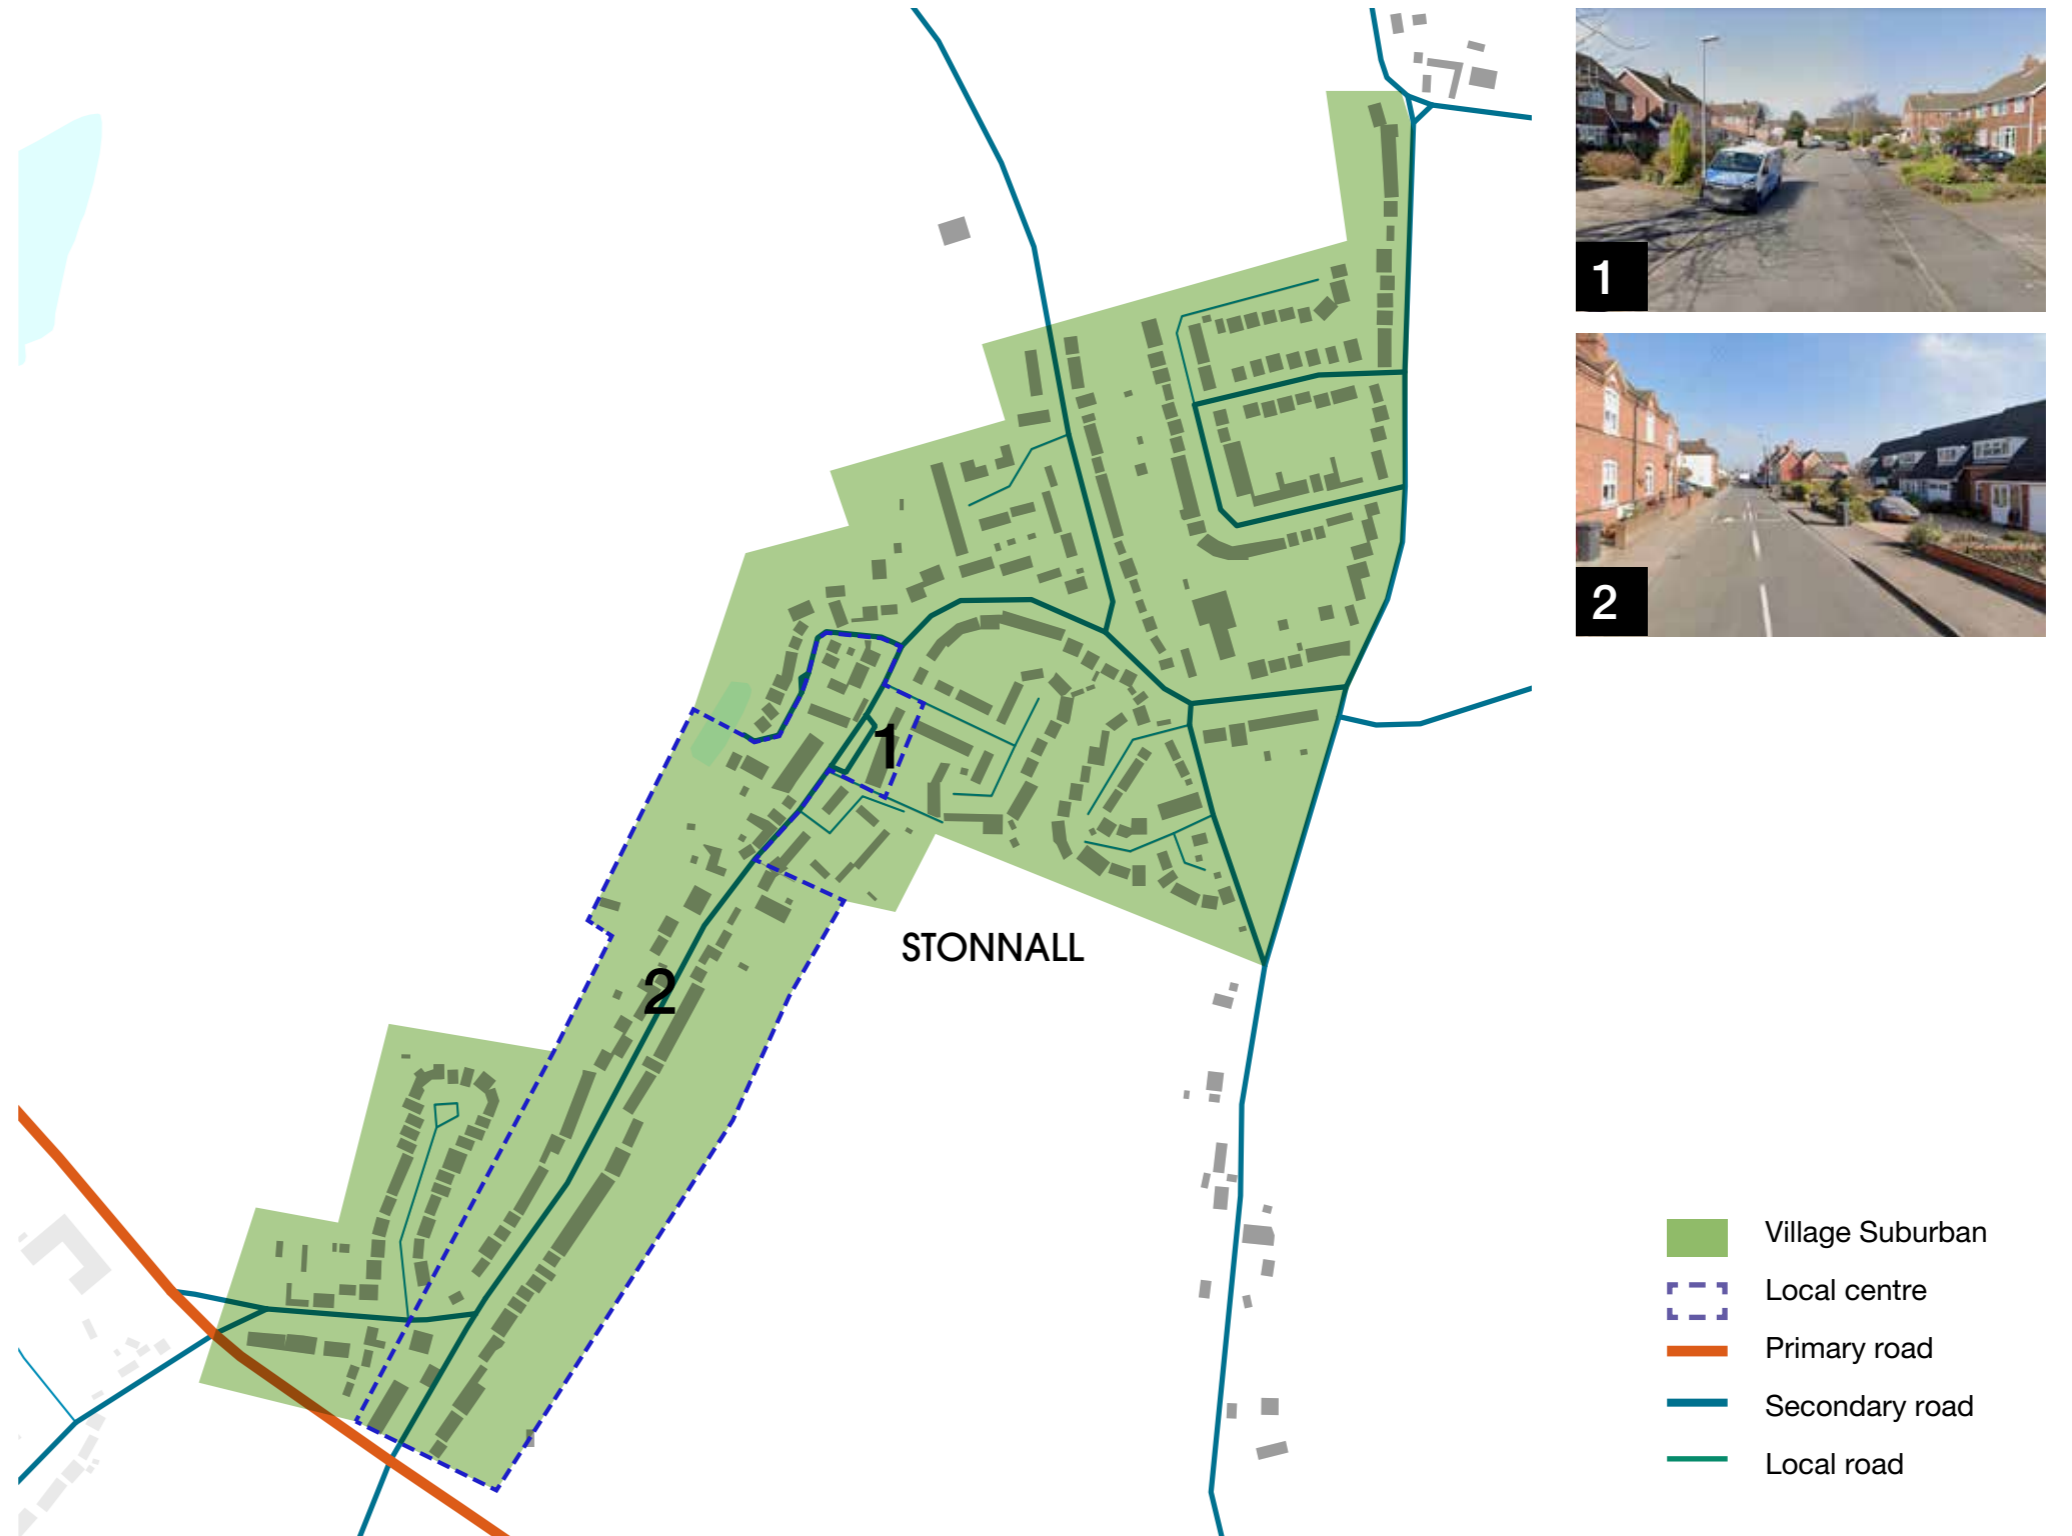 1
2
1
2
STONNALL
Village Suburban
Local centre
Primary road
Secondary road
Local road